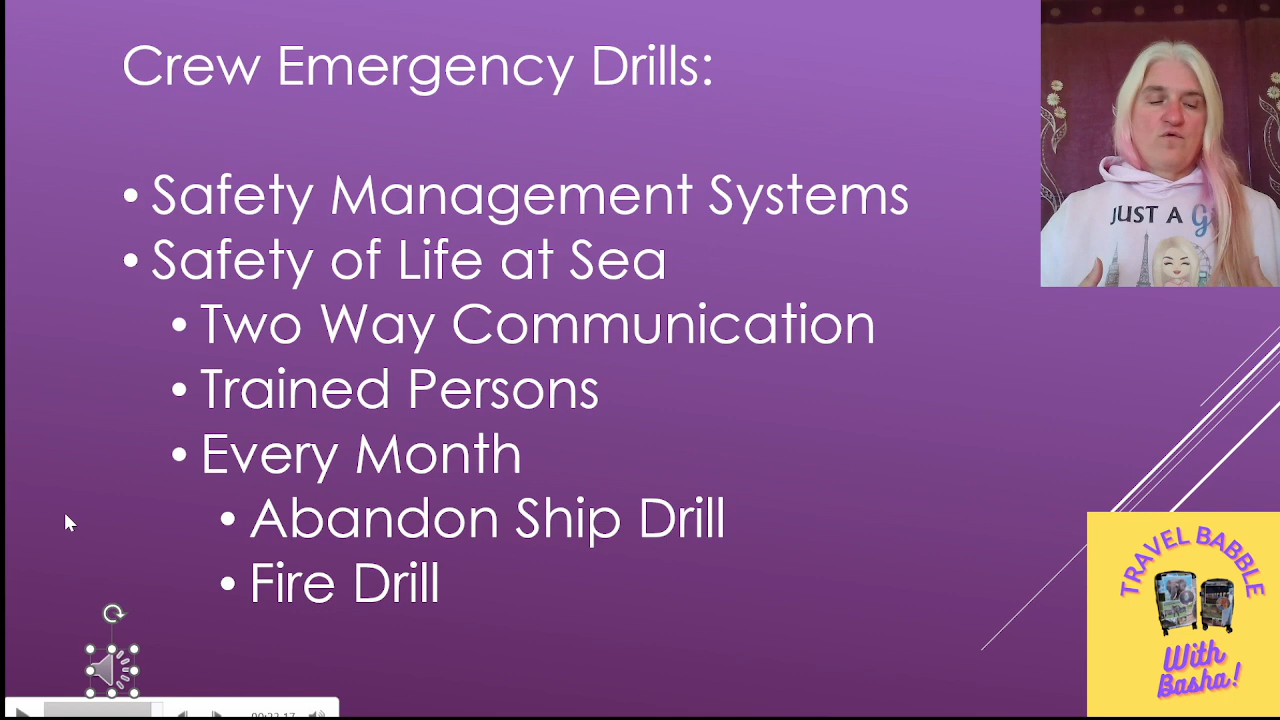 Crew Emergency Drills:
• Safety Management Systems
• Safety of Life at Sea
• Two Way Communication
• Trained Persons
• Every Month
• Abandon Ship Drill
• Fire Drill
JUST A
TRAVEL BABBLE
With
Basha!